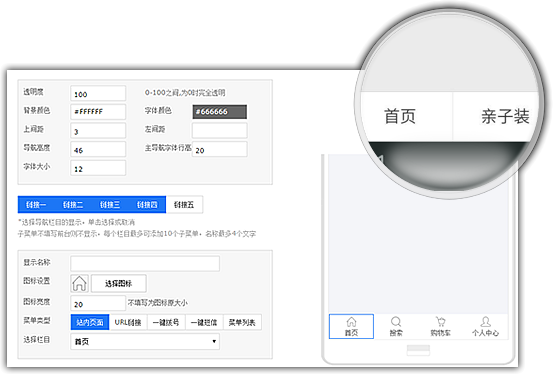 透明度 100 0-100之间,为0时完全透明
背景颜色 #FFFFFF 字体颜色 #666666
上间距 3 左间距
导航高度 46 主导航字体行高 20
字体大小 12
链接一 链接二 链接三 链接四 链接五
*选择导航栏目的显示，单击选择或取消
子菜单不填写前台则不显示，每个栏目最多可添加10个子菜单，名称最多4个文字
显示名称
图标设置 选择图标
图标宽度 20 不填写为图标原大小
菜单类型 站内页面 URL链接 一键拨号 一键短信 菜单列表
选择栏目 首页
首页 亲子装
首页 搜索 购物车 个人中心